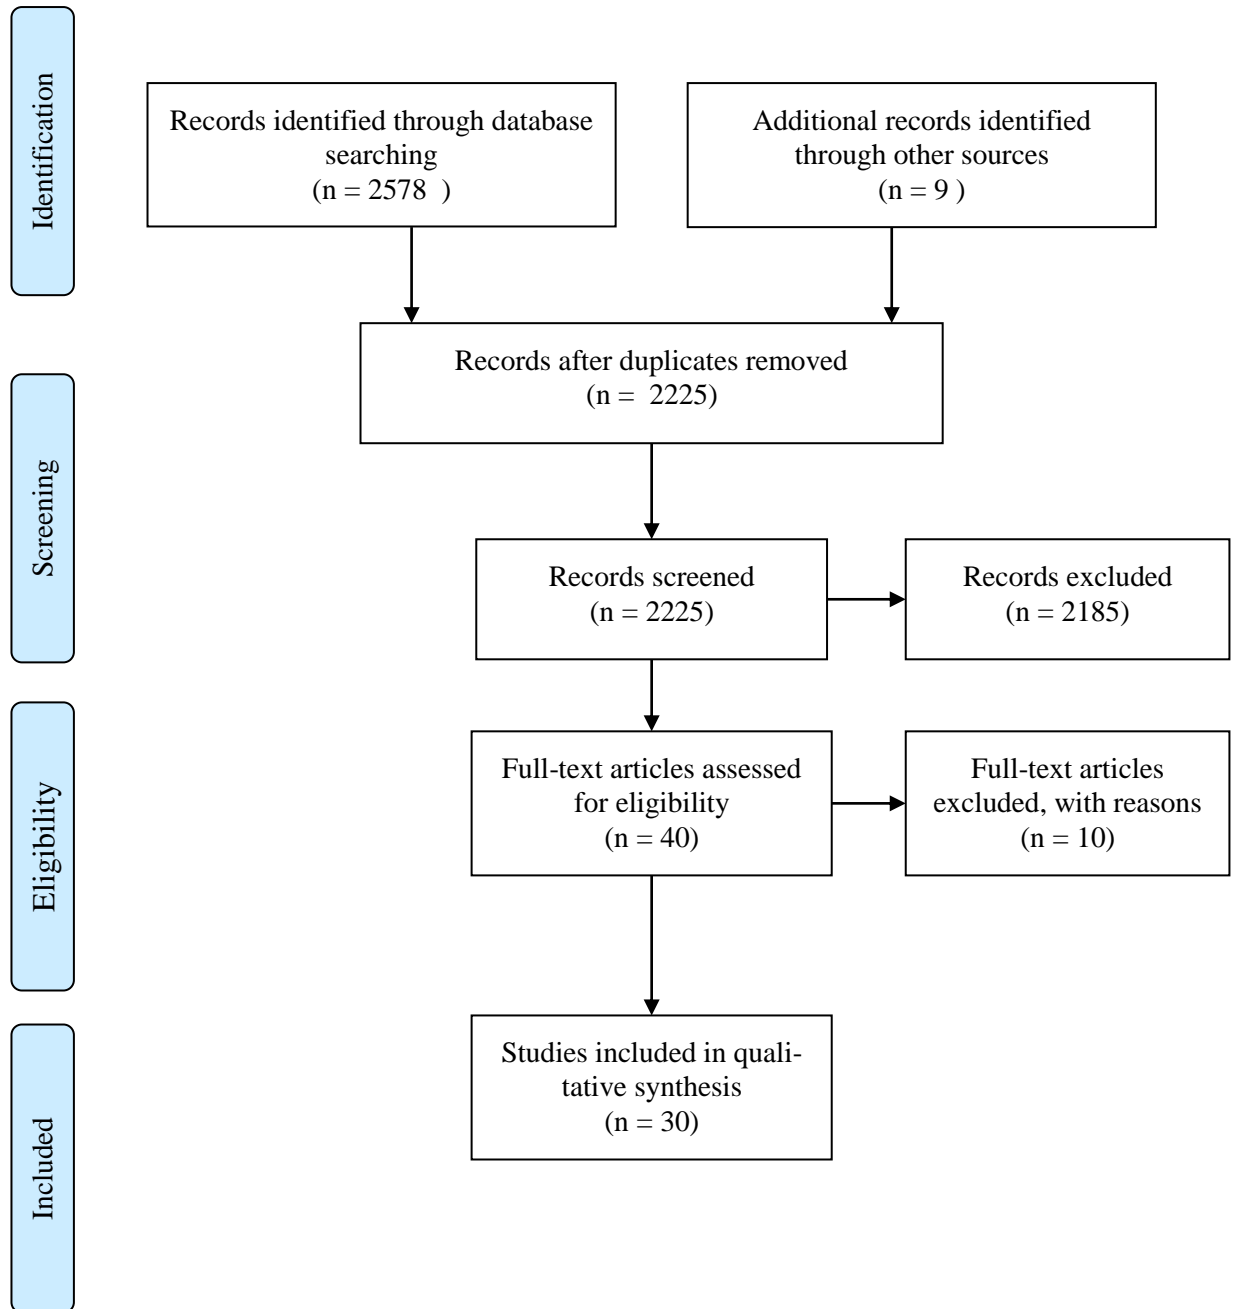 Identification
Records identified through database
searching
(n = 2578  )
Additional records identified
through other sources
(n = 9 )
Records after duplicates removed
(n =  2225)
Screening
Records screened
(n = 2225)
Records excluded
(n = 2185)
Eligibility
Full-text articles assessed
for eligibility
(n = 40)
Full-text articles
excluded, with reasons
(n = 10)
Included
Studies included in quali-
tative synthesis
(n = 30)